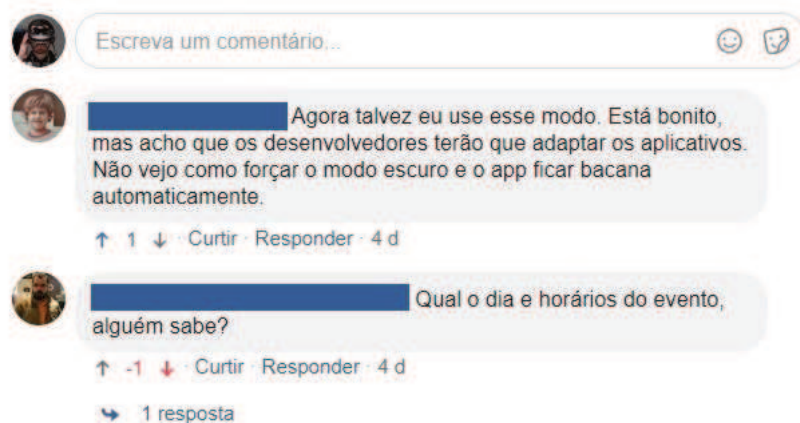 Escreva um comentário...
Agora talvez eu use esse modo. Está bonito,
mas acho que os desenvolvedores terão que adaptar os aplicativos.
Não vejo como forçar o modo escuro e o app ficar bacana
automaticamente.
1 · Curtir · Responder · 4 d
Qual o dia e horários do evento,
alguém sabe?
-1 · Curtir · Responder · 4 d
1 resposta